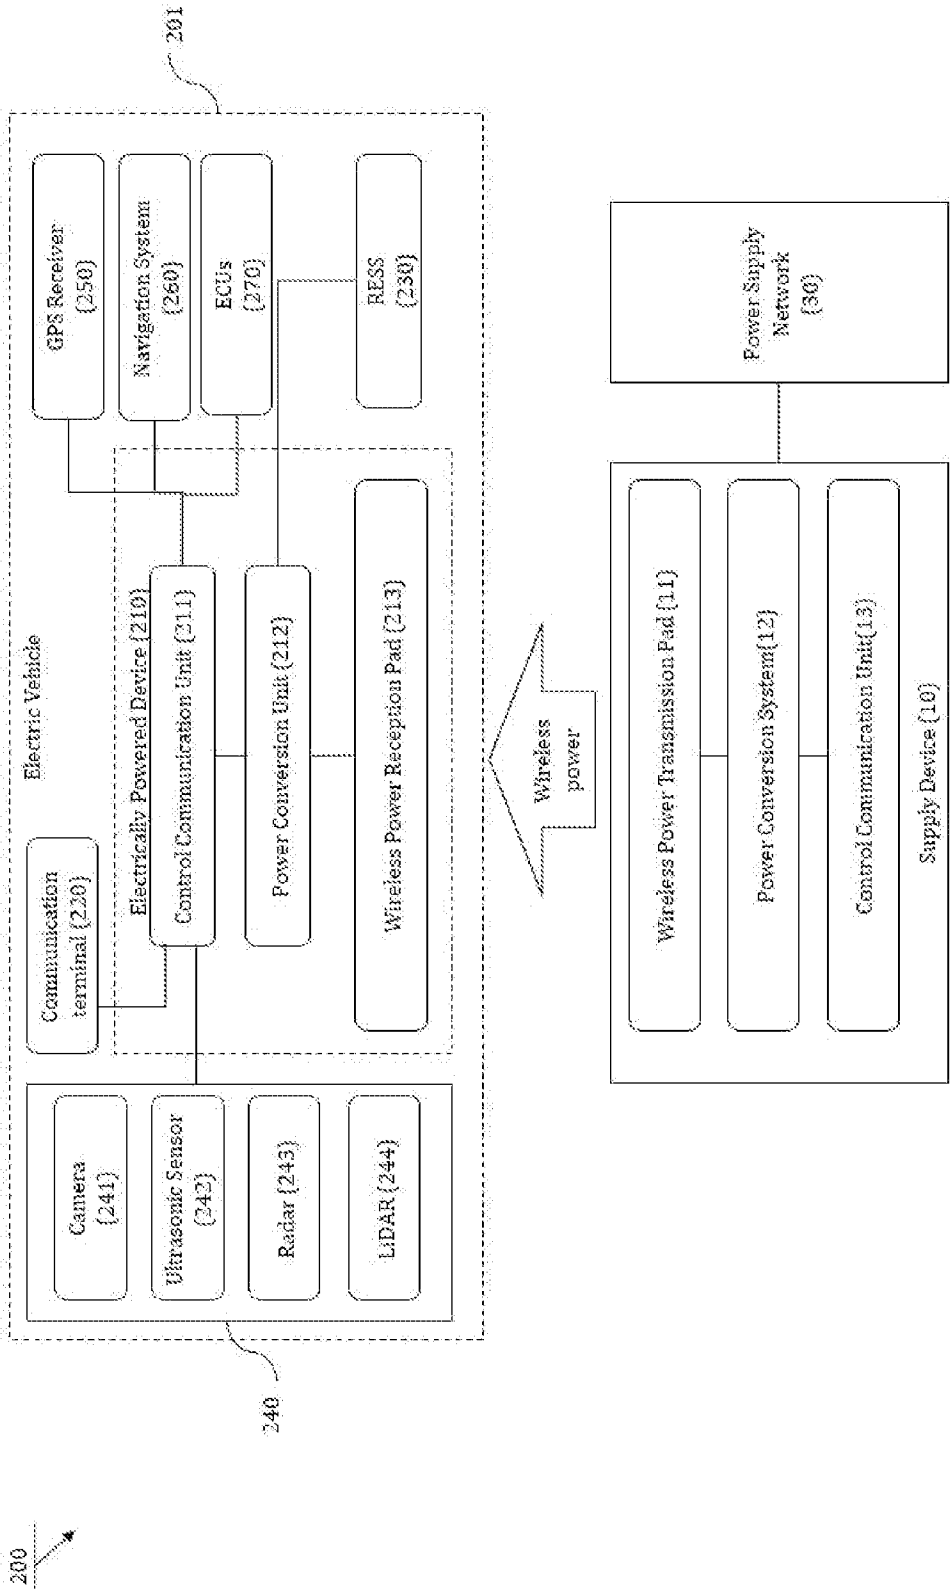 200
201
Electric Vehicle
240
Camera
{241}
Ultrasonic Sensor
{242}
Radar {243}
LiDAR {244}
Communication
terminal {220}
Electrically Powered Device {210}
Control Communication Unit {211}
Power Conversion Unit {212}
Wireless Power Reception Pad {213}
GPS Receiver
{250}
Navigation System
{260}
ECUs
{270}
RESS
{230}
Wireless
power
Wireless Power Transmission Pad {11}
Power Conversion System{12}
Control Communication Unit{13}
Supply Device {10}
Power Supply
Network
{30}